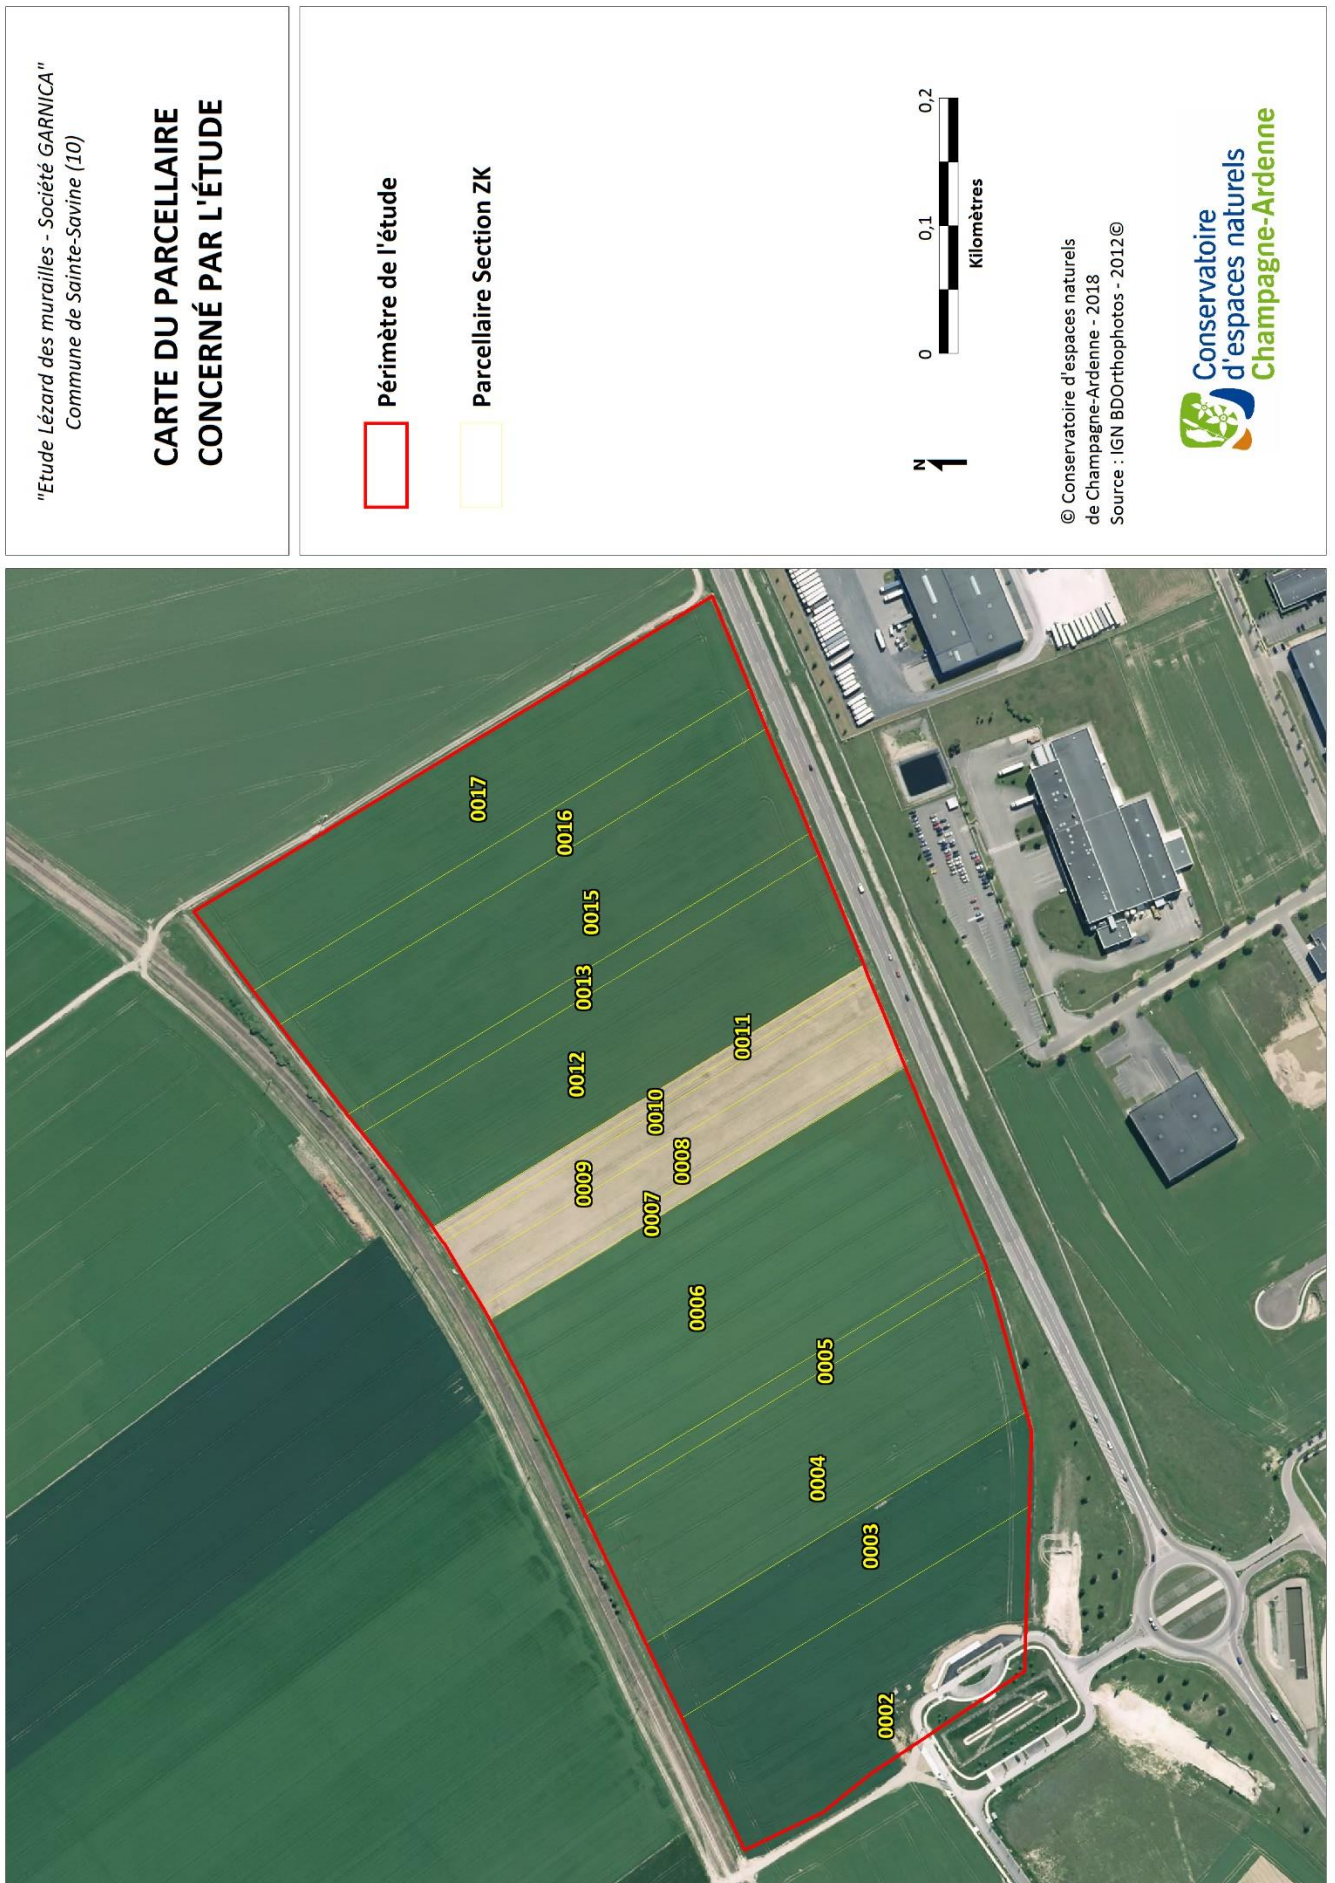 "Etude Lézard des murailles - Société GARNICA"
Commune de Sainte-Savine (10)
CARTE DU PARCELLAIRE
CONCERNÉ PAR L'ÉTUDE
Périmètre de l'étude
Parcellaire Section ZK
N
0 0,1 0,2
Kilomètres
© Conservatoire d'espaces naturels
de Champagne-Ardenne - 2018
Source : IGN BDOrthophotos - 2012©
Conservatoire
d'espaces naturels
Champagne-Ardenne
0002
0003
0004
0005
0006
0007
0008
0009
0010
0011
0012
0013
0015
0016
0017